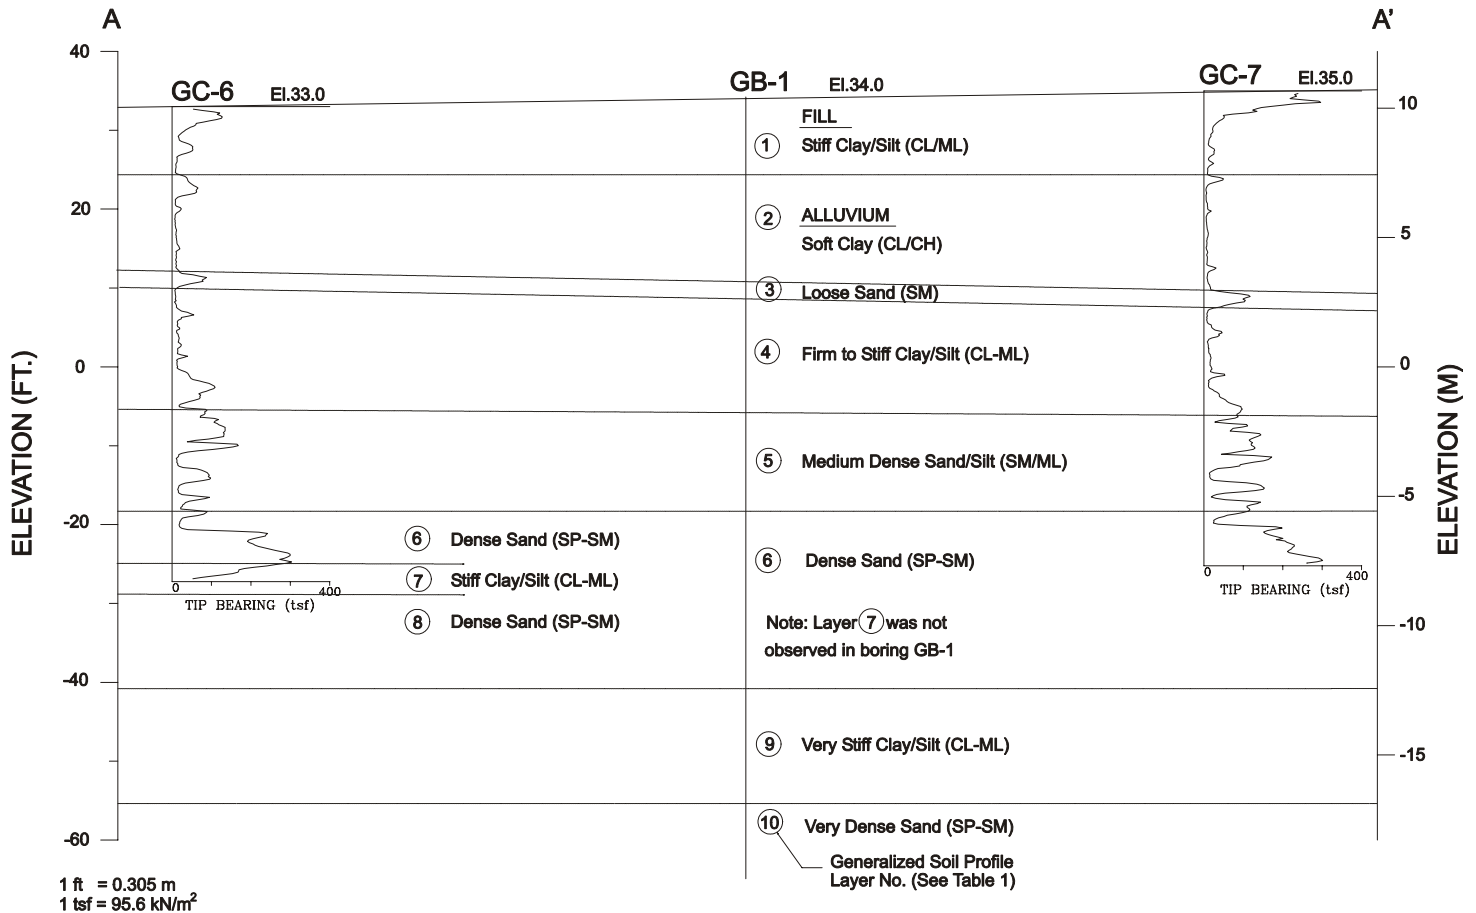 A
A'
40
20
0
-20
-40
-60
ELEVATION (FT.)
GC-6
El.33.0
GB-1
El.34.0
GC-7
El.35.0
FILL
1 Stiff Clay/Silt (CL/ML)
2 ALLUVIUM
Soft Clay (CL/CH)
3 Loose Sand (SM)
4 Firm to Stiff Clay/Silt (CL-ML)
5 Medium Dense Sand/Silt (SM/ML)
6 Dense Sand (SP-SM)
7 Stiff Clay/Silt (CL-ML)
8 Dense Sand (SP-SM)
0 400
TIP BEARING (tsf)
6 Dense Sand (SP-SM)
Note: Layer 7 was not
observed in boring GB-1
0 400
TIP BEARING (tsf)
9 Very Stiff Clay/Silt (CL-ML)
10 Very Dense Sand (SP-SM)
Generalized Soil Profile
Layer No. (See Table 1)
10
5
0
-5
-10
-15
ELEVATION (M)
1 ft = 0.305 m
1 tsf = 95.6 kN/m²